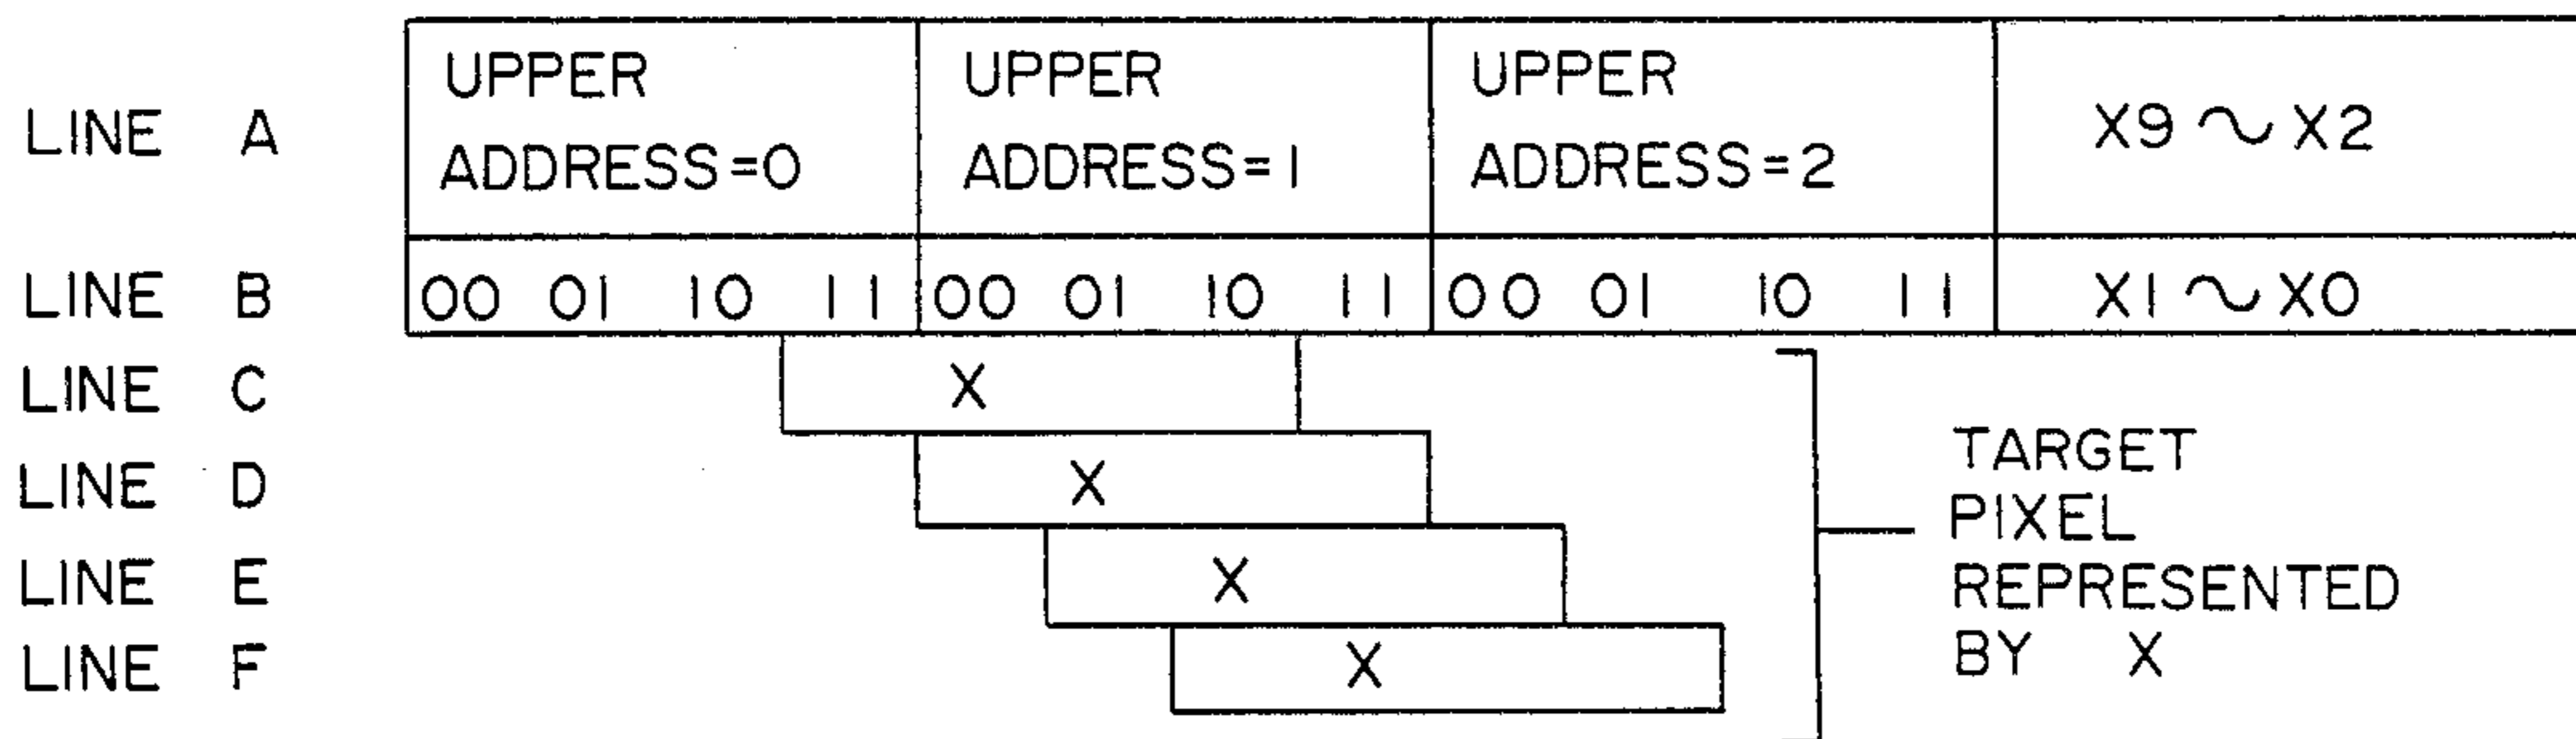 LINE A
UPPER ADDRESS=0
UPPER ADDRESS=1
UPPER ADDRESS=2
X9 ~ X2
LINE B
00 01 10 11 00 01 10 11 00 01 10 11 X1 ~ X0
LINE C X
LINE D X
LINE E X
LINE F X
TARGET
PIXEL
REPRESENTED
BY X